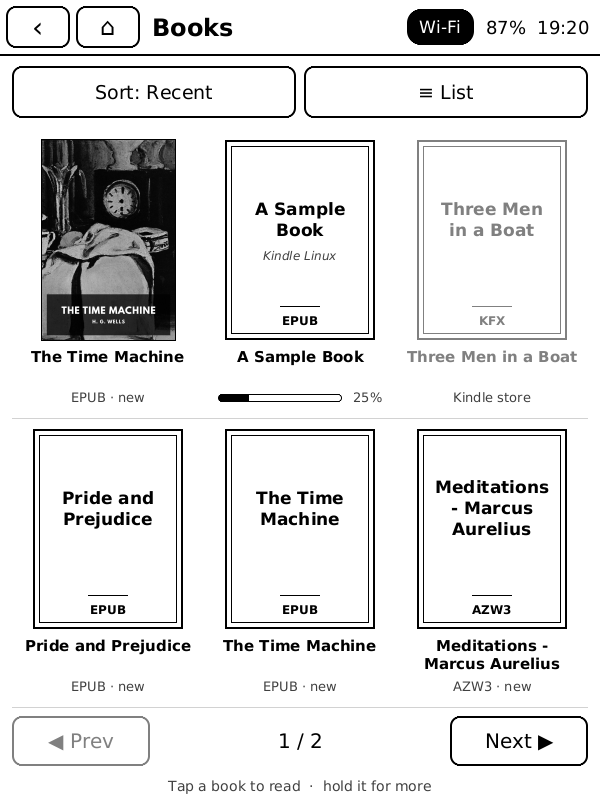 ‹ ⌂ Books Wi-Fi 87% 19:20
Sort: Recent
≡ List
THE TIME MACHINE
H. G. WELLS
The Time Machine
EPUB · new
A Sample
Book
Kindle Linux
EPUB
A Sample Book
25%
Three Men
in a Boat
KFX
Three Men in a Boat
Kindle store
Pride and
Prejudice
EPUB
Pride and Prejudice
EPUB · new
The Time
Machine
EPUB
The Time Machine
EPUB · new
Meditations
- Marcus
Aurelius
AZW3
Meditations -
Marcus Aurelius
AZW3 · new
◀ Prev
1 / 2
Next ▶
Tap a book to read · hold it for more